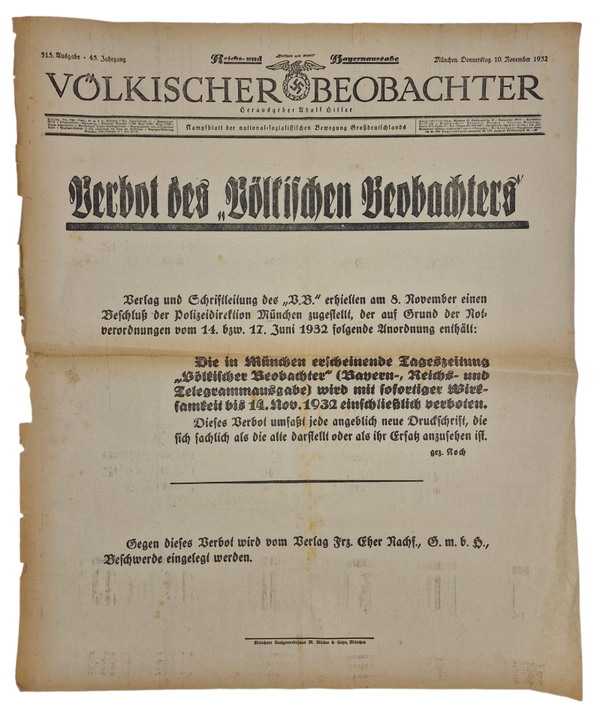 315. Ausgabe • 45. Jahrgang
Reichs- und Bayernausgabe
München, Donnerstag, 10. November 1932
VÖLKISCHER BEOBACHTER
Herausgeber Adolf Hitler
Kampfblatt der national-sozialistischen Bewegung Großdeutschlands
Verbot des „Völkischen Beobachters“
Verlag und Schriftleitung des „V.B.“ erhielten am 8. November einen
Beschluß der Polizeidirektion München zugestellt, der auf Grund der Not-
verordnungen vom 14. bzw. 17. Juni 1932 folgende Anordnung enthält:
Die in München erscheinende Tageszeitung
„Völkischer Beobachter“ (Bayern-, Reichs- und
Telegrammausgabe) wird mit sofortiger Wirk-
samkeit bis 14. Nov. 1932 einschließlich verboten.
Dieses Verbot umfaßt jede angeblich neue Druckschrift, die
sich sachlich als die alte darstellt oder als ihr Ersatz anzusehen ist.
gez. Koch
Gegen dieses Verbot wird vom Verlag Frz. Eher Nachf., G. m. b. H.,
Beschwerde eingelegt werden.
Münchner Buchgewerbehaus M. Müller & Sohn, München